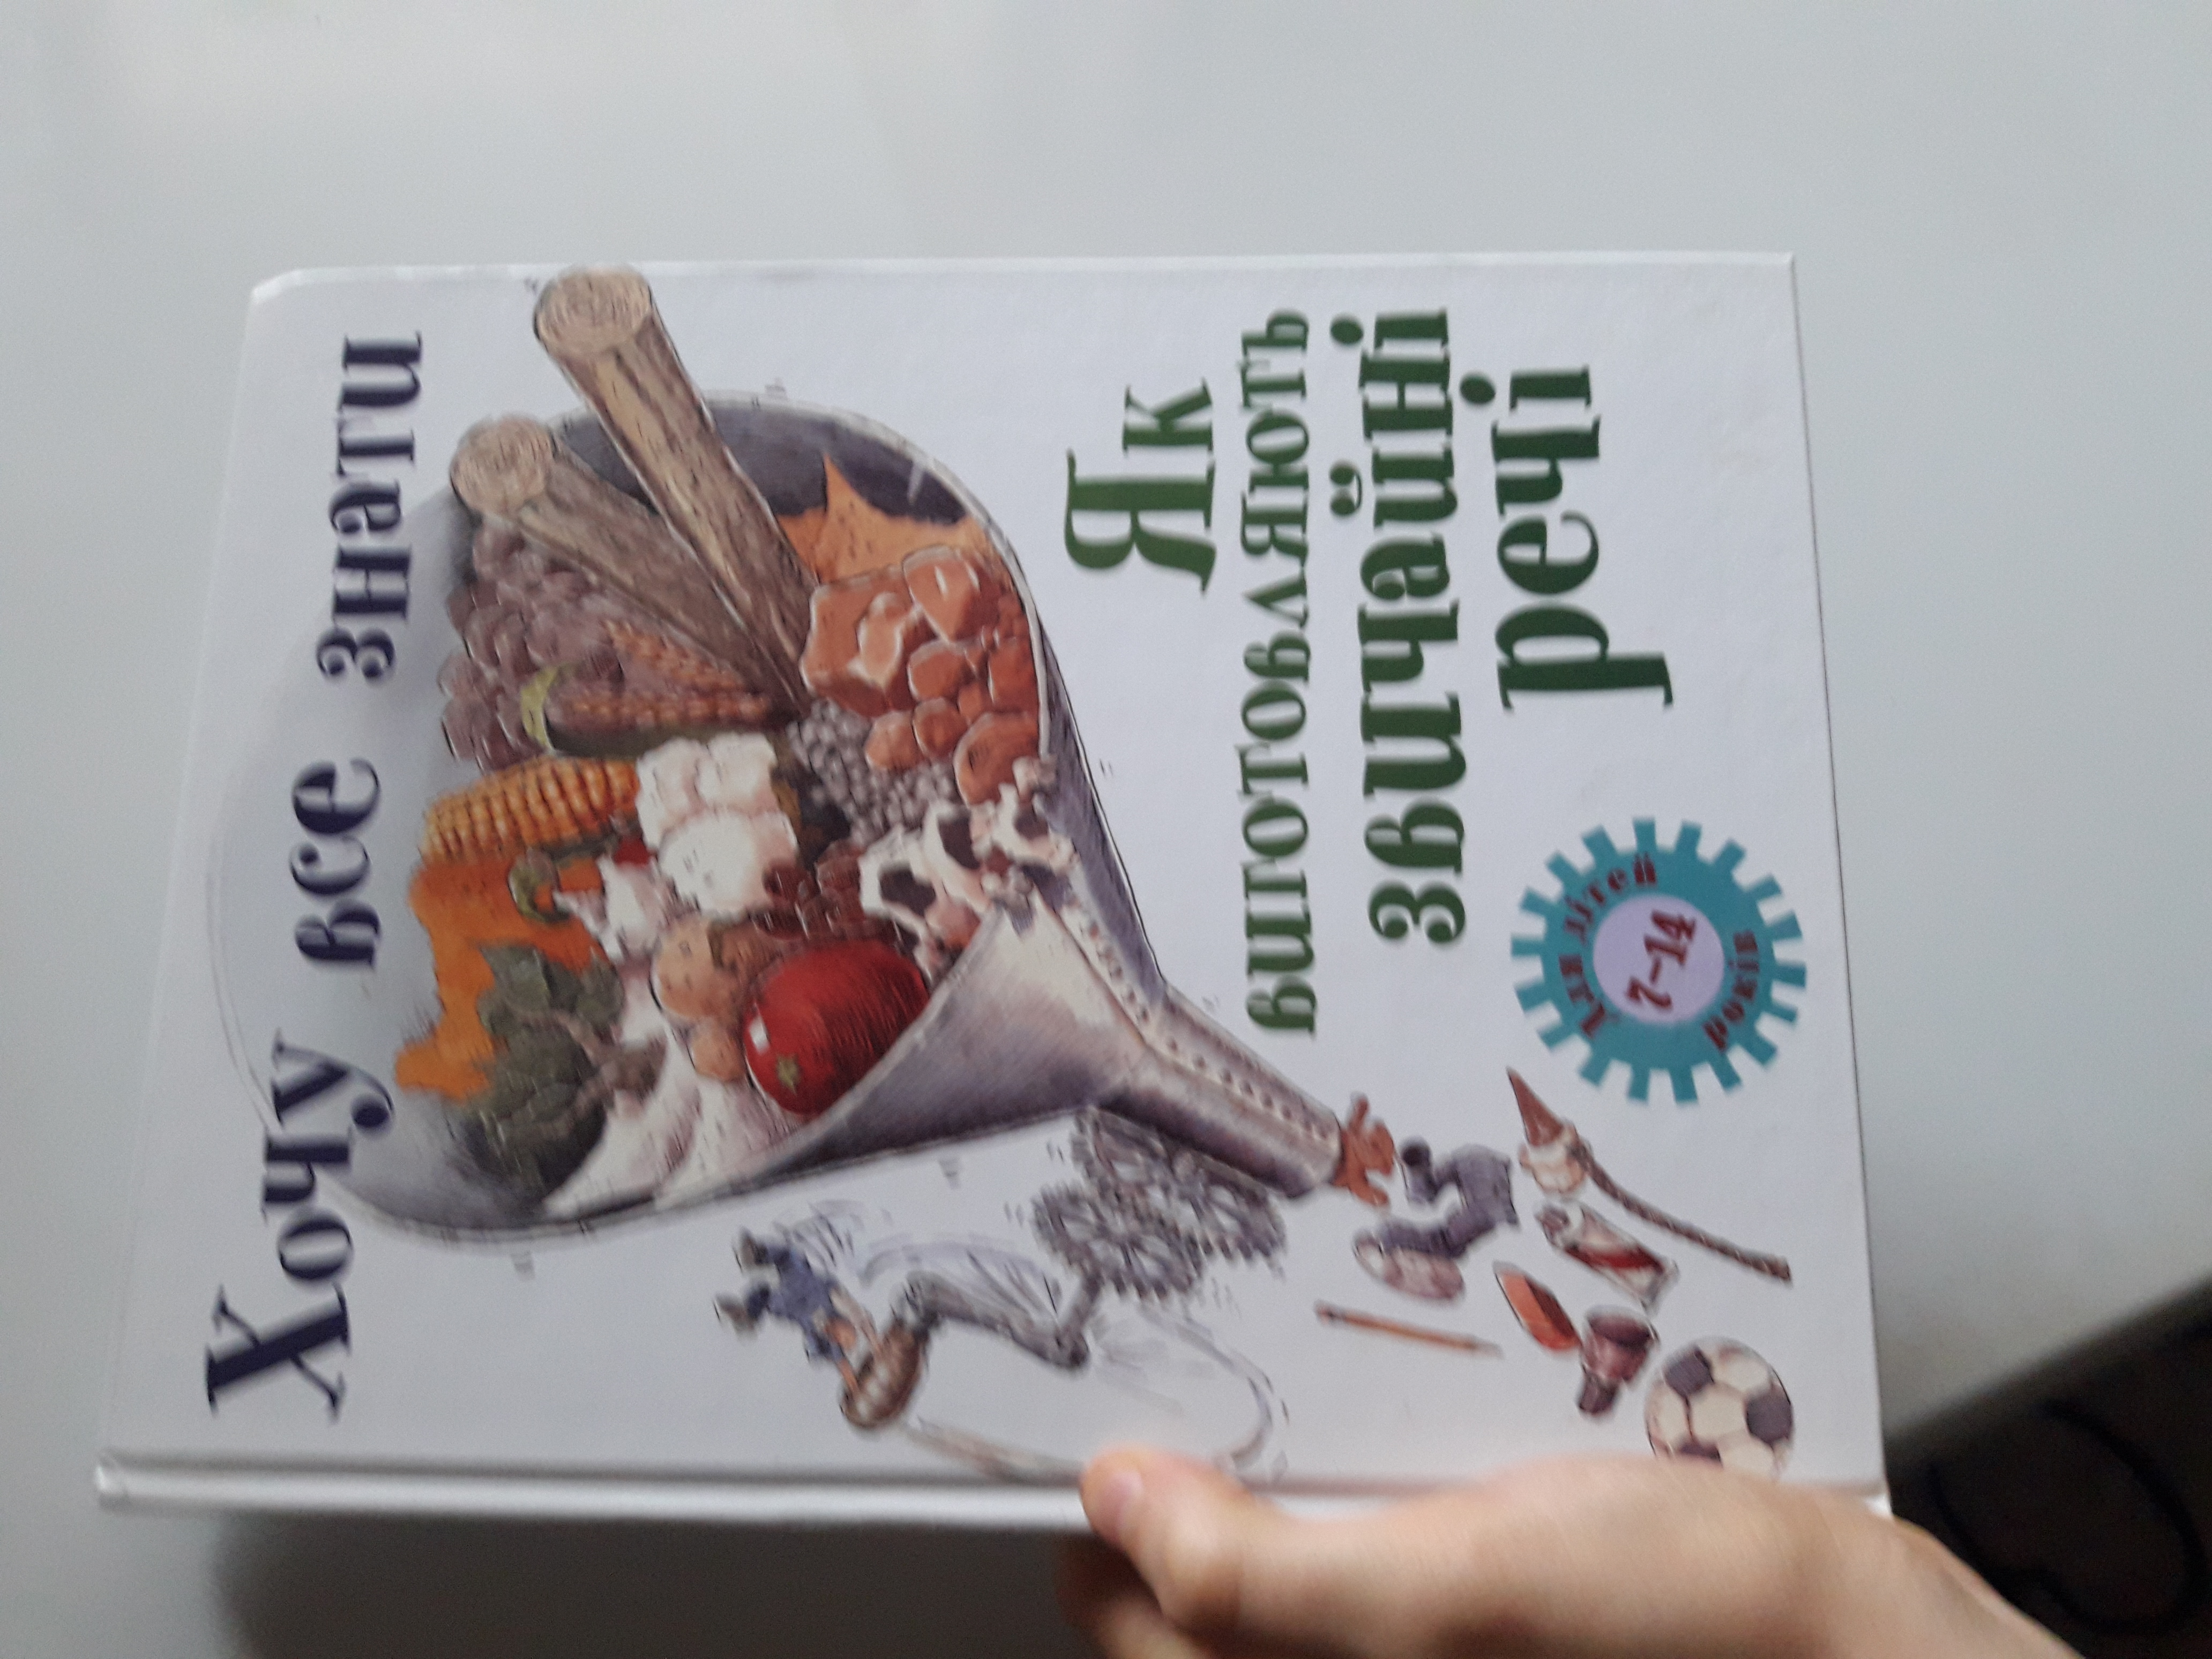 Хочу все знати
Як
виготовляють
звичайні
речі
Для дітей
7-14
років